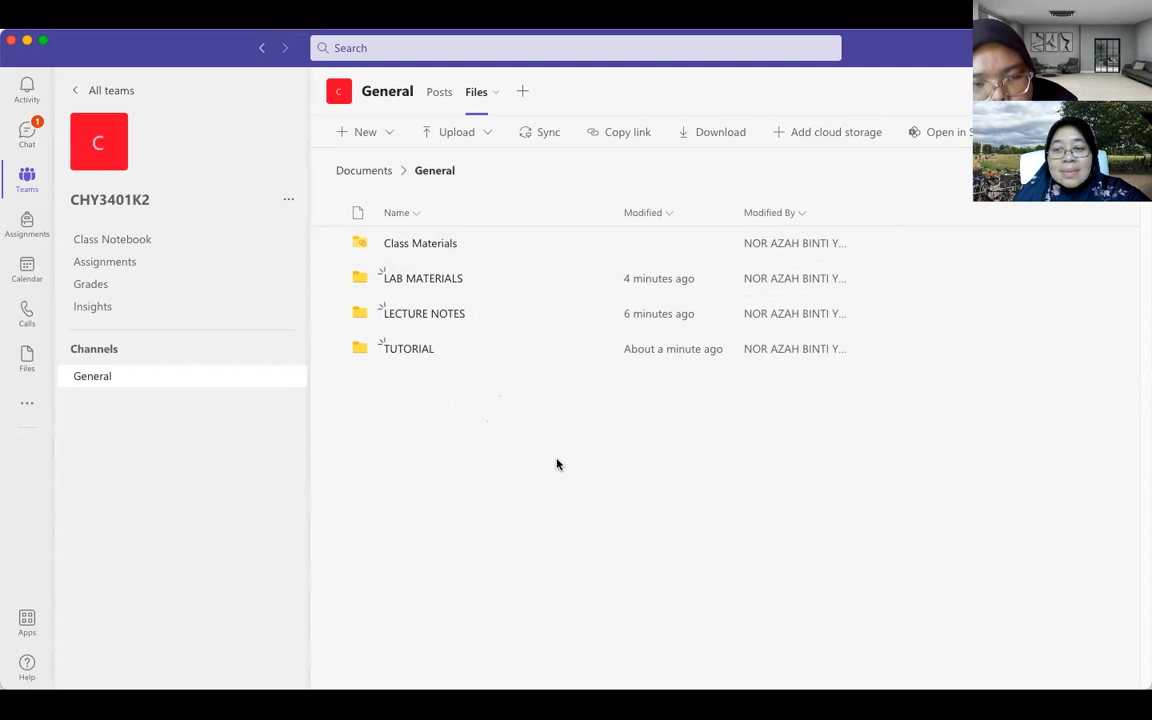 Search
Activity
Chat
1
Teams
Assignments
Calendar
Calls
Files
Apps
Help
All teams
C
CHY3401K2
Class Notebook
Assignments
Grades
Insights
Channels
General
C
General Posts Files
New Upload Sync Copy link Download Add cloud storage Open in S
Documents > General
Name Modified Modified By
Class Materials NOR AZAH BINTI Y...
LAB MATERIALS 4 minutes ago NOR AZAH BINTI Y...
LECTURE NOTES 6 minutes ago NOR AZAH BINTI Y...
TUTORIAL About a minute ago NOR AZAH BINTI Y...